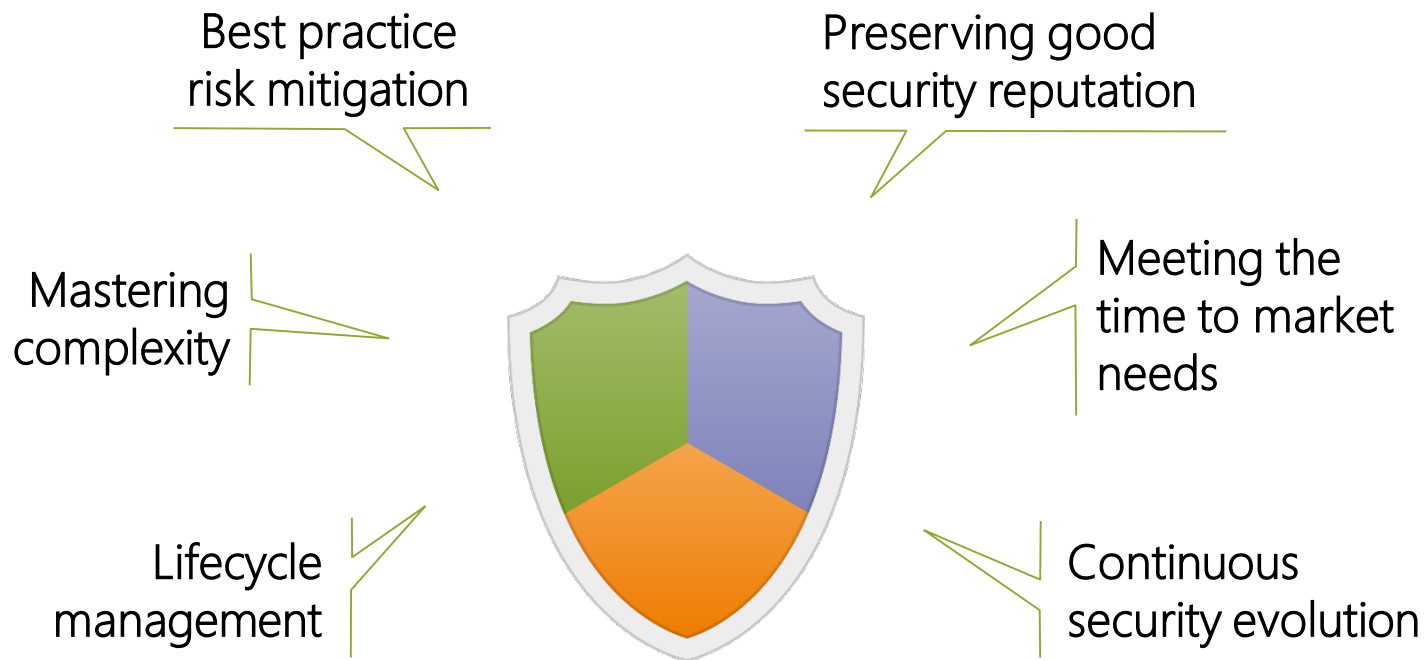 Best practice
risk mitigation
Preserving good
security reputation
Mastering
complexity
Meeting the
time to market
needs
Lifecycle
management
Continuous
security evolution